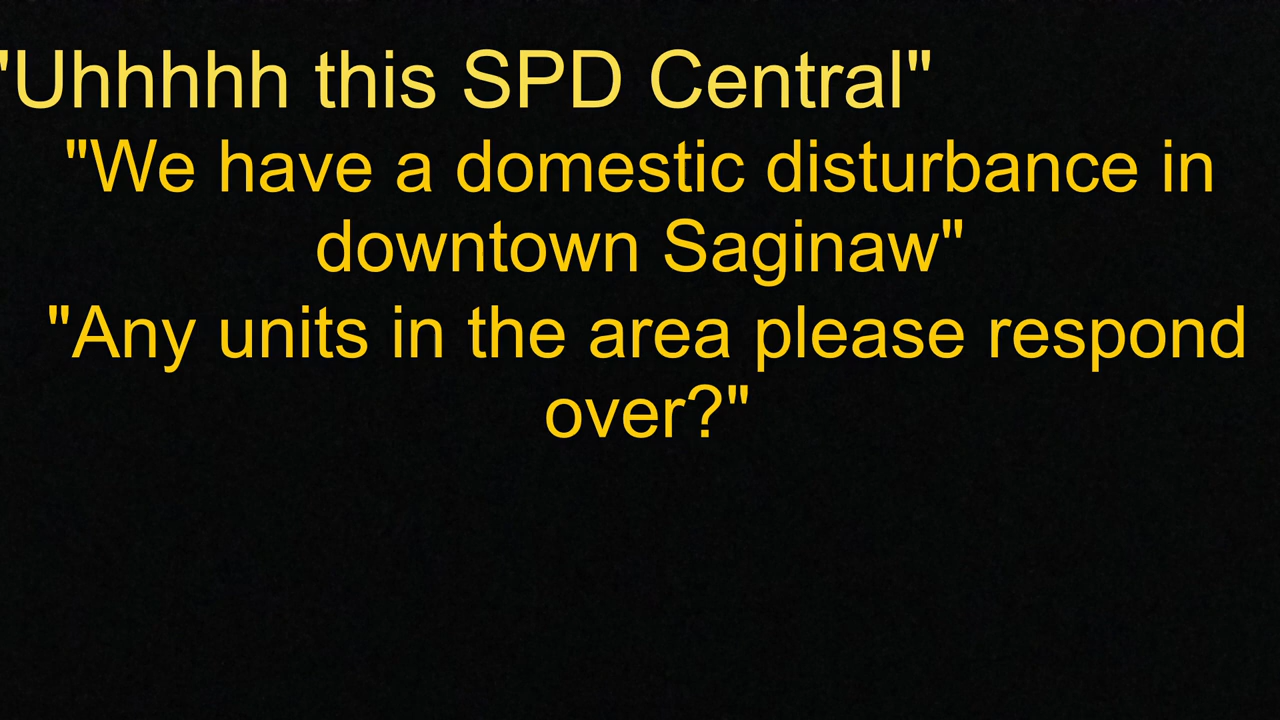 "Uhhhhh this SPD Central"
"We have a domestic disturbance in
downtown Saginaw"
"Any units in the area please respond
over?"